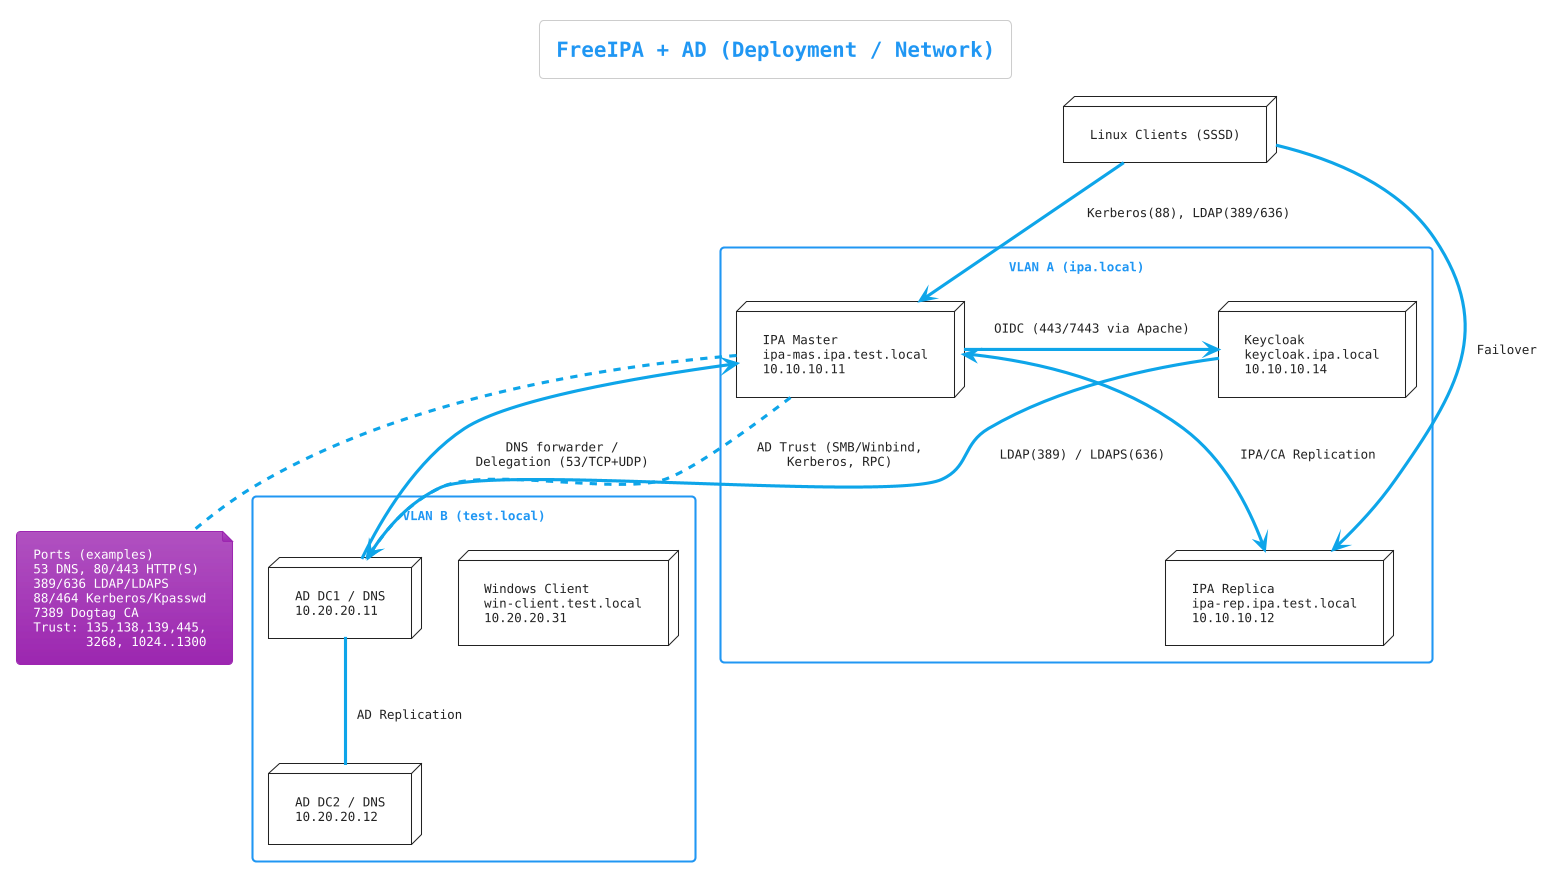 FreeIPA + AD (Deployment / Network)
Linux Clients (SSSD)
Kerberos(88), LDAP(389/636)
VLAN A (ipa.local)
IPA Master
ipa-mas.ipa.test.local
10.10.10.11
OIDC (443/7443 via Apache)
Keycloak
keycloak.ipa.local
10.10.10.14
Failover
DNS forwarder /
Delegation (53/TCP+UDP)
AD Trust (SMB/Winbind,
Kerberos, RPC)
LDAP(389) / LDAPS(636)
IPA/CA Replication
VLAN B (test.local)
Ports (examples)
53 DNS, 80/443 HTTP(S)
389/636 LDAP/LDAPS
88/464 Kerberos/Kpasswd
7389 Dogtag CA
Trust: 135,138,139,445,
3268, 1024..1300
AD DC1 / DNS
10.20.20.11
Windows Client
win-client.test.local
10.20.20.31
IPA Replica
ipa-rep.ipa.test.local
10.10.10.12
AD Replication
AD DC2 / DNS
10.20.20.12